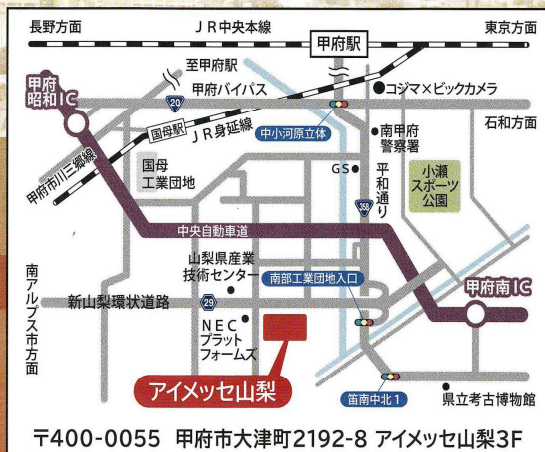 長野方面
ＪＲ中央本線
東京方面
甲府駅
至甲府駅
甲府
昭和IC
20
甲府バイパス
コジマ×ビックカメラ
国母駅
ＪＲ身延線
中小河原立体
石和方面
南甲府
警察署
甲府市川三郷線
国母
工業団地
GS
平和通り
小瀬
スポーツ
公園
358
中央自動車道
南アルプス市方面
山梨県産業
技術センター
南部工業団地入口
甲府南IC
新山梨環状道路
29
NEC
プラット
フォームズ
アイメッセ山梨
笛南中北1
県立考古博物館
〒400-0055 甲府市大津町2192-8 アイメッセ山梨3F